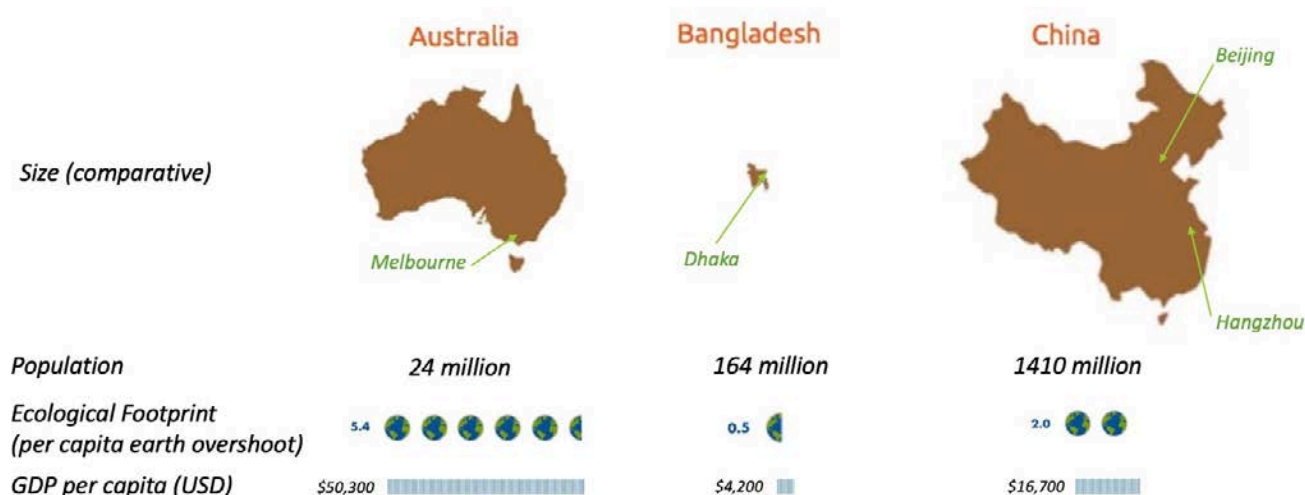 Australia
Bangladesh
China
Beijing
Size (comparative)
Melbourne
Dhaka
Hangzhou
Population 24 million 164 million 1410 million
Ecological Footprint
(per capita earth overshoot) 5.4 0.5 2.0
GDP per capita (USD) $50,300 $4,200 $16,700